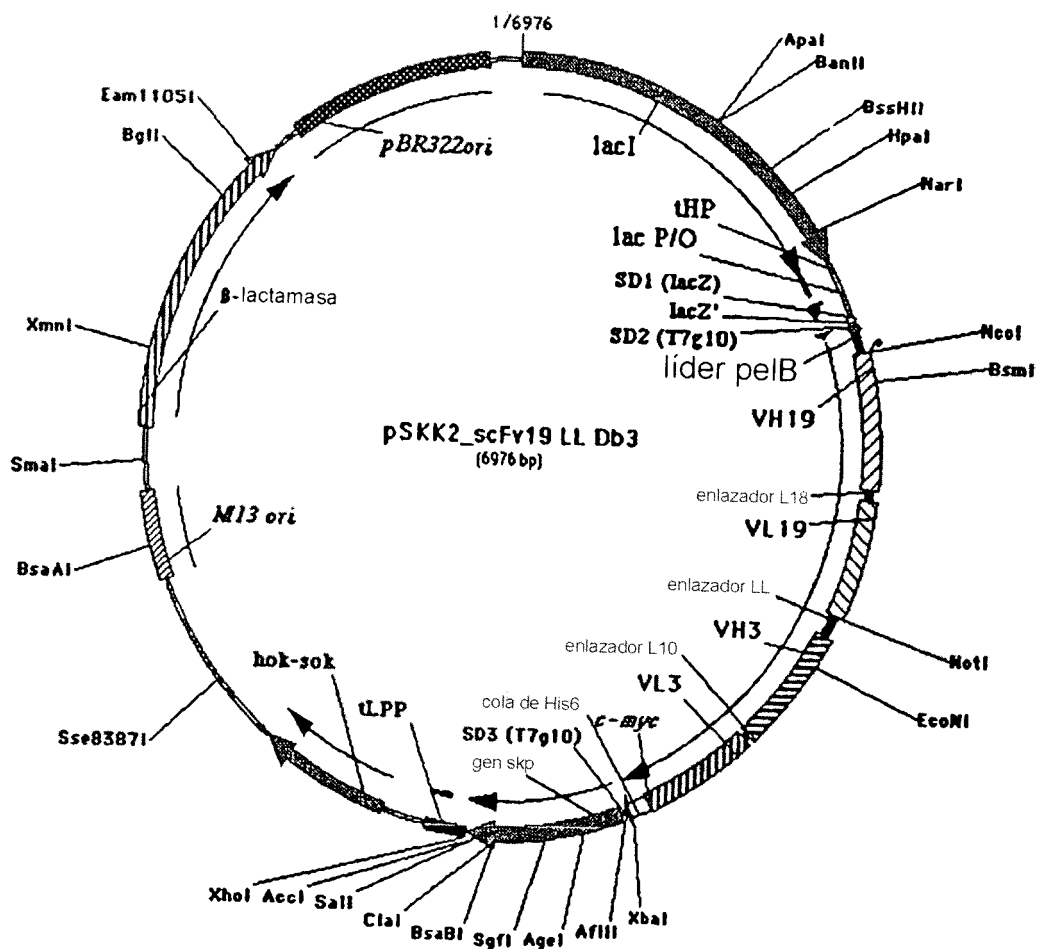 1/6976
ApaI
BanII
BssHII
HpaI
NarI
Eam1105I
BglI
pBR322ori
lacI
tHP
lac P/O
SD1 (lacZ)
lacZ'
SD2 (T7g10)
líder pelB
NcoI
BsmI
β-lactamasa
XmnI
VH19
pSKK2_scFv19 LL Db3
(6976 bp)
SmaI
enlazador L18
VL19
M13 ori
BsaAI
enlazador LL
VH3
NotI
enlazador L10
hok-sok
VL3
cola de His6
c-myc
EcoNI
tLPP
SD3 (T7g10)
Sse8387I
gen skp
XhoI AccI SalI
ClaI
BsaBI
SgfI
AgeI
AflII
XbaI